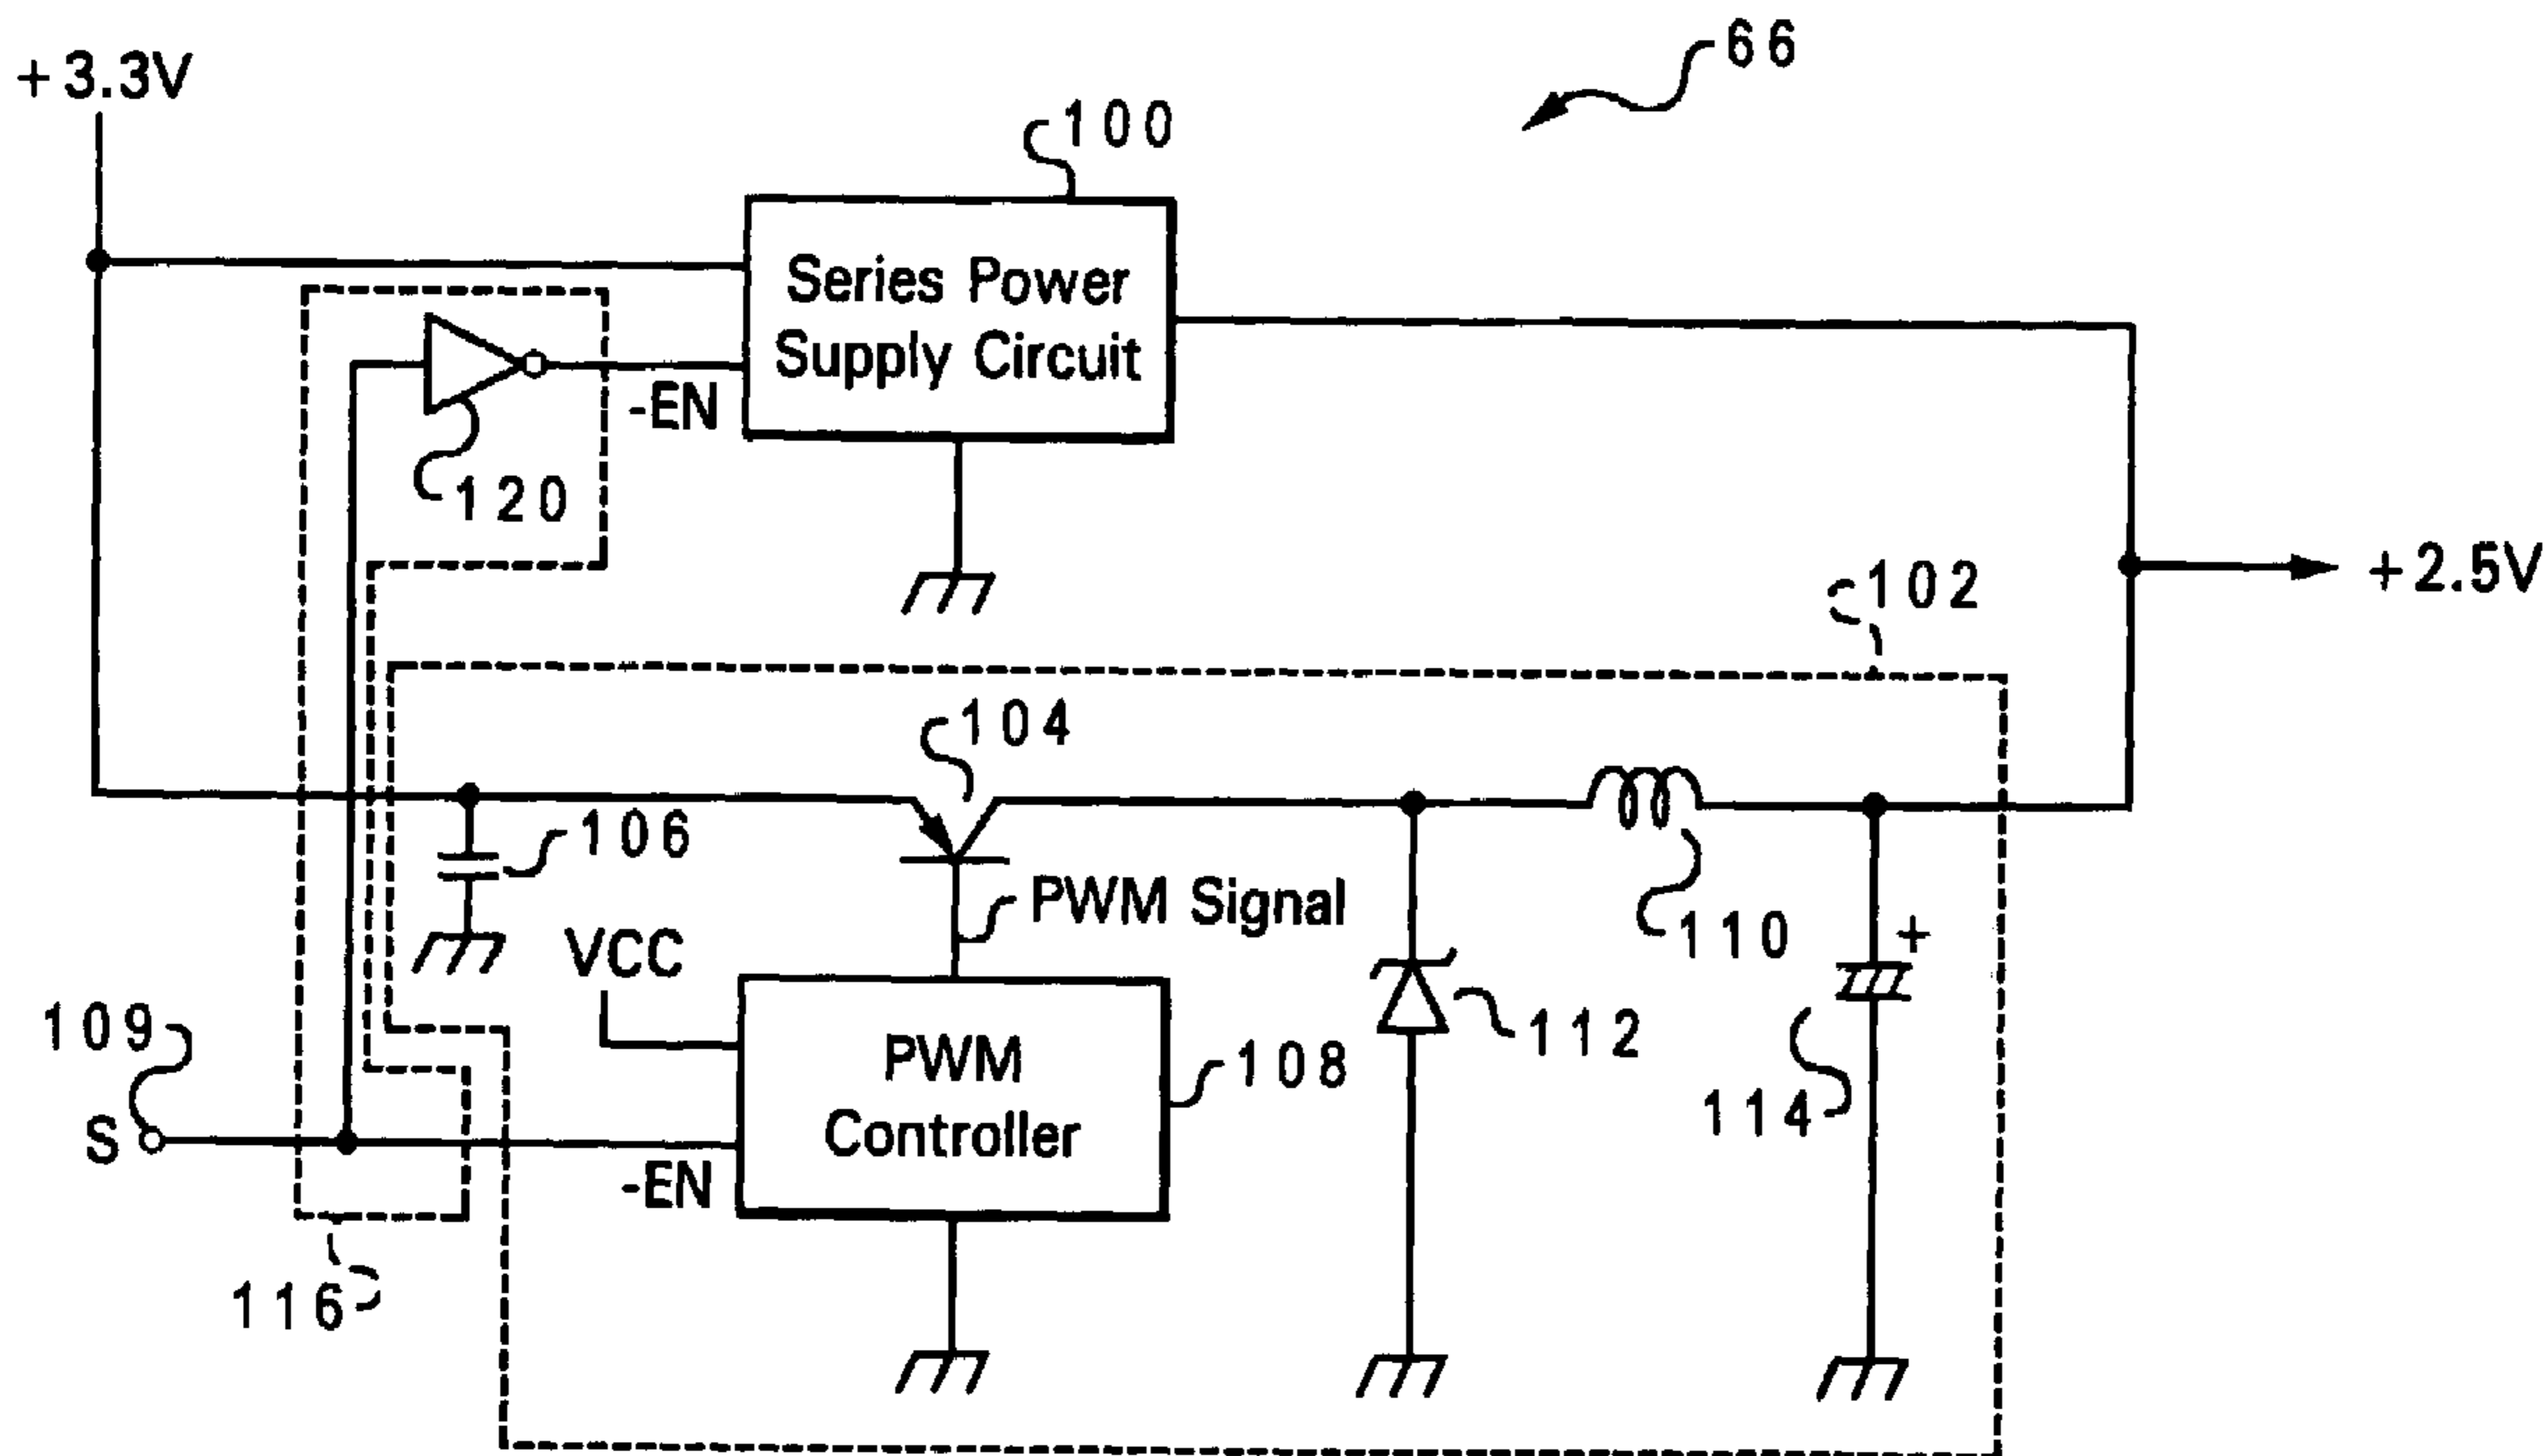 +3.3V
66
100
Series Power
Supply Circuit
-EN
120
+2.5V
102
104
106
PWM Signal
VCC
110
+
109
PWM
Controller
108
112
114
S
-EN
116